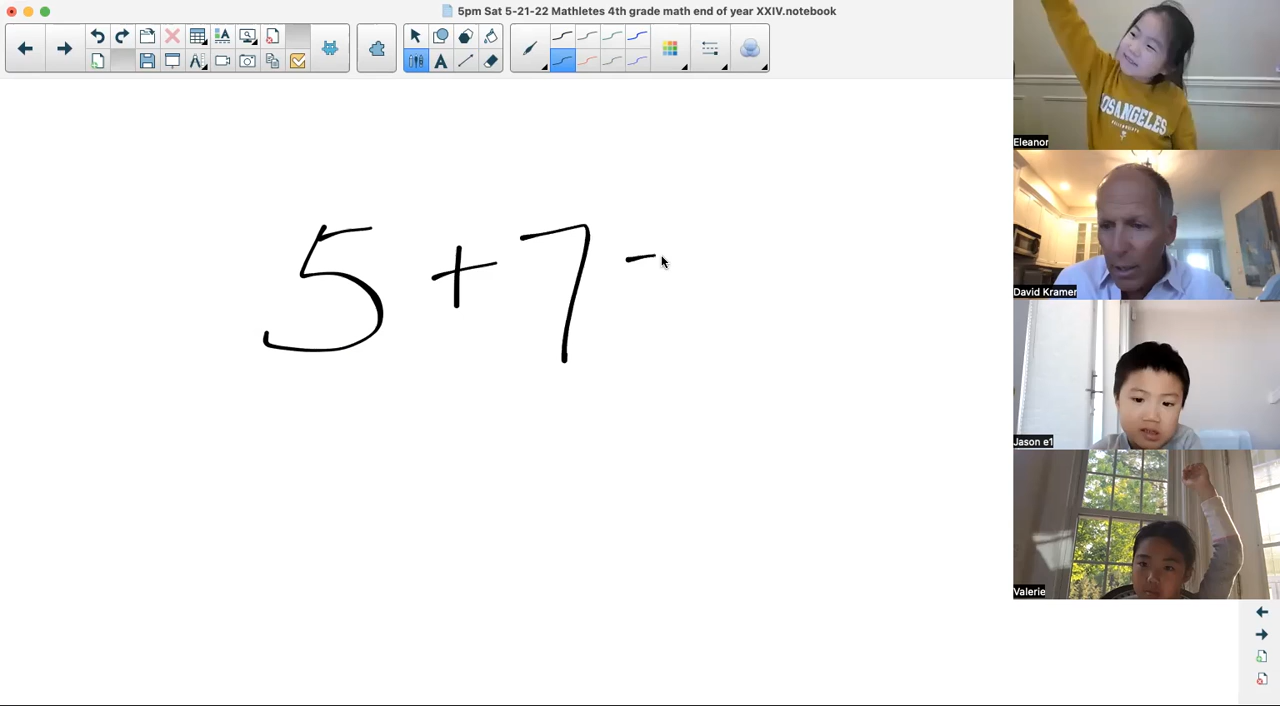 5pm Sat 5-21-22 Mathletes 4th grade math end of year XXIV.notebook
5 + 7 -
LOSANGELES
Eleanor
David Kramer
Jason e1
Valerie